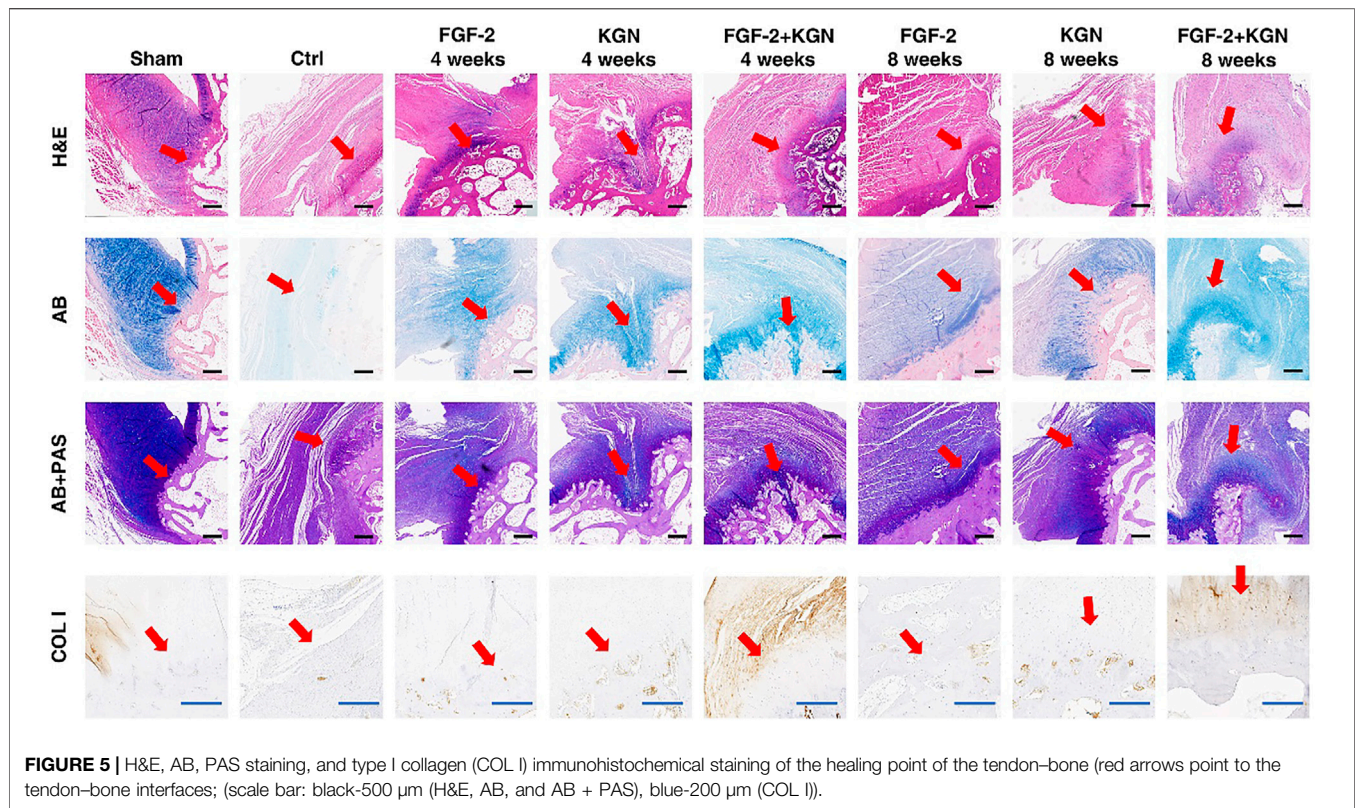 Sham Ctrl FGF-2 4 weeks KGN 4 weeks FGF-2+KGN 4 weeks FGF-2 8 weeks KGN 8 weeks FGF-2+KGN 8 weeks
H&E
AB
AB+PAS
COL I
FIGURE 5 | H&E, AB, PAS staining, and type I collagen (COL I) immunohistochemical staining of the healing point of the tendon–bone (red arrows point to the
tendon–bone interfaces; (scale bar: black-500 µm (H&E, AB, and AB + PAS), blue-200 µm (COL I)).